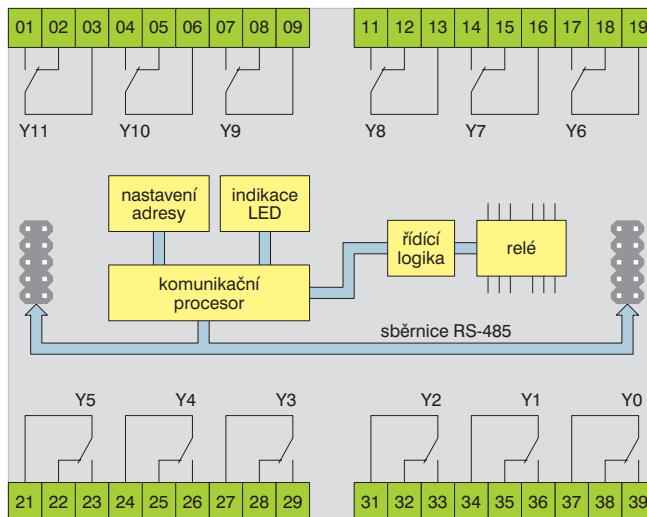 01 02 03 04 05 06 07 08 09 11 12 13 14 15 16 17 18 19
Y11 Y10 Y9 Y8 Y7 Y6
nastavení
adresy
indikace
LED
řídící
logika
relé
komunikační
procesor
sběrnice RS-485
Y5 Y4 Y3 Y2 Y1 Y0
21 22 23 24 25 26 27 28 29 31 32 33 34 35 36 37 38 39